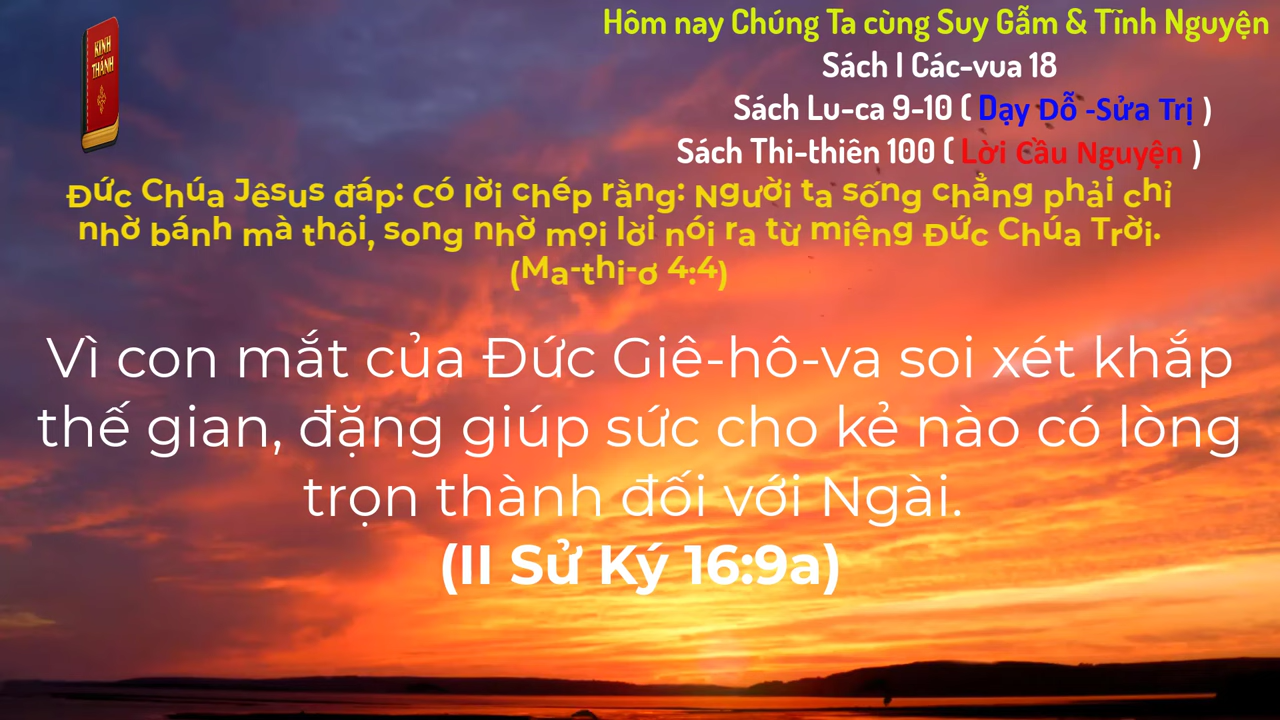 KINH
THÁNH
Hôm nay Chúng Ta cùng Suy Gẫm & Tĩnh Nguyện
Sách I Các-vua 18
Sách Lu-ca 9-10 ( Dạy Dỗ -Sửa Trị )
Sách Thi-thiên 100 ( Lời Cầu Nguyện )
Đức Chúa Jêsus đáp: Có lời chép rằng: Người ta sống chẳng phải chỉ
nhờ bánh mà thôi, song nhờ mọi lời nói ra từ miệng Đức Chúa Trời.
(Ma-thi-ơ 4:4)
Vì con mắt của Đức Giê-hô-va soi xét khắp
thế gian, đặng giúp sức cho kẻ nào có lòng
trọn thành đối với Ngài.
(II Sử Ký 16:9a)